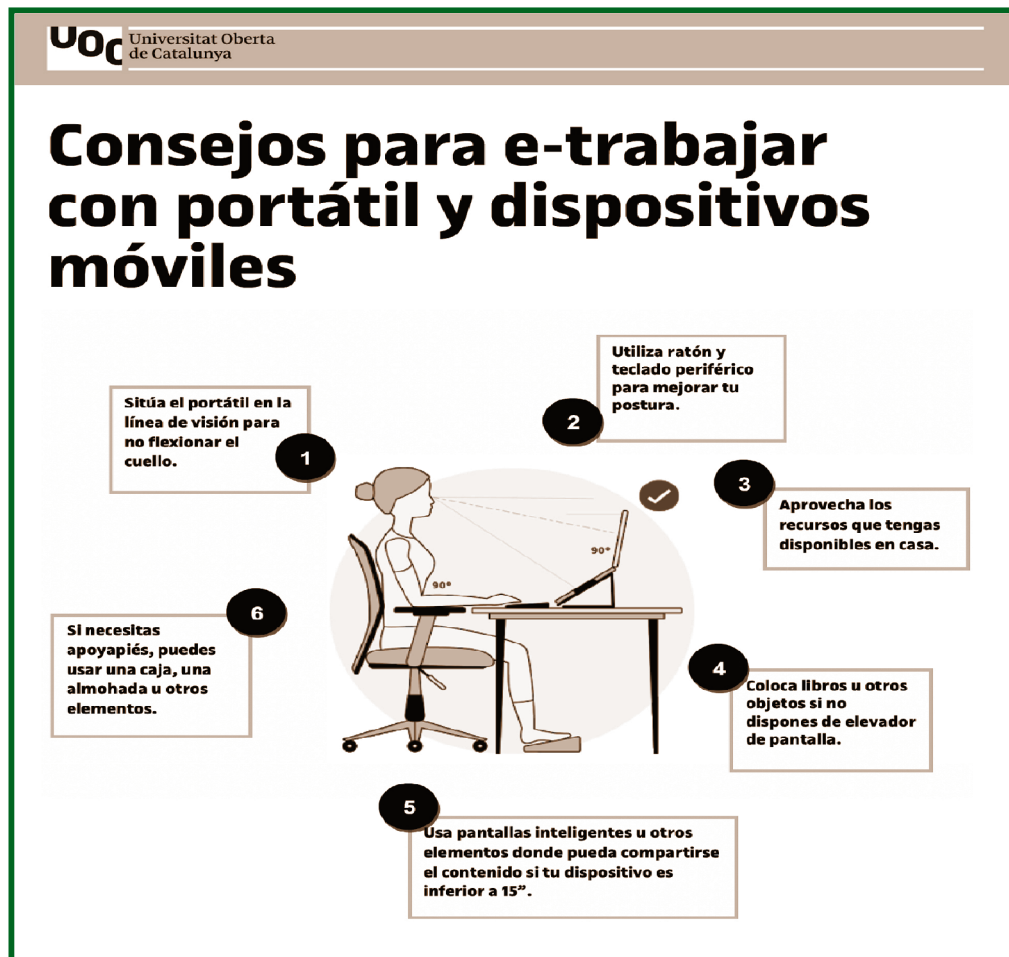 UOC
Universitat Oberta
de Catalunya
Consejos para e-trabajar
con portátil y dispositivos
móviles
Sitúa el portátil en la
línea de visión para
no flexionar el
cuello.
1
Utiliza ratón y
teclado periférico
para mejorar tu
postura.
2
3
Aprovecha los
recursos que tengas
disponibles en casa.
90°
90°
6
Si necesitas
apoyapiés, puedes
usar una caja, una
almohada u otros
elementos.
4
Coloca libros u otros
objetos si no
dispones de elevador
de pantalla.
5
Usa pantallas inteligentes u otros
elementos donde pueda compartirse
el contenido si tu dispositivo es
inferior a 15”.